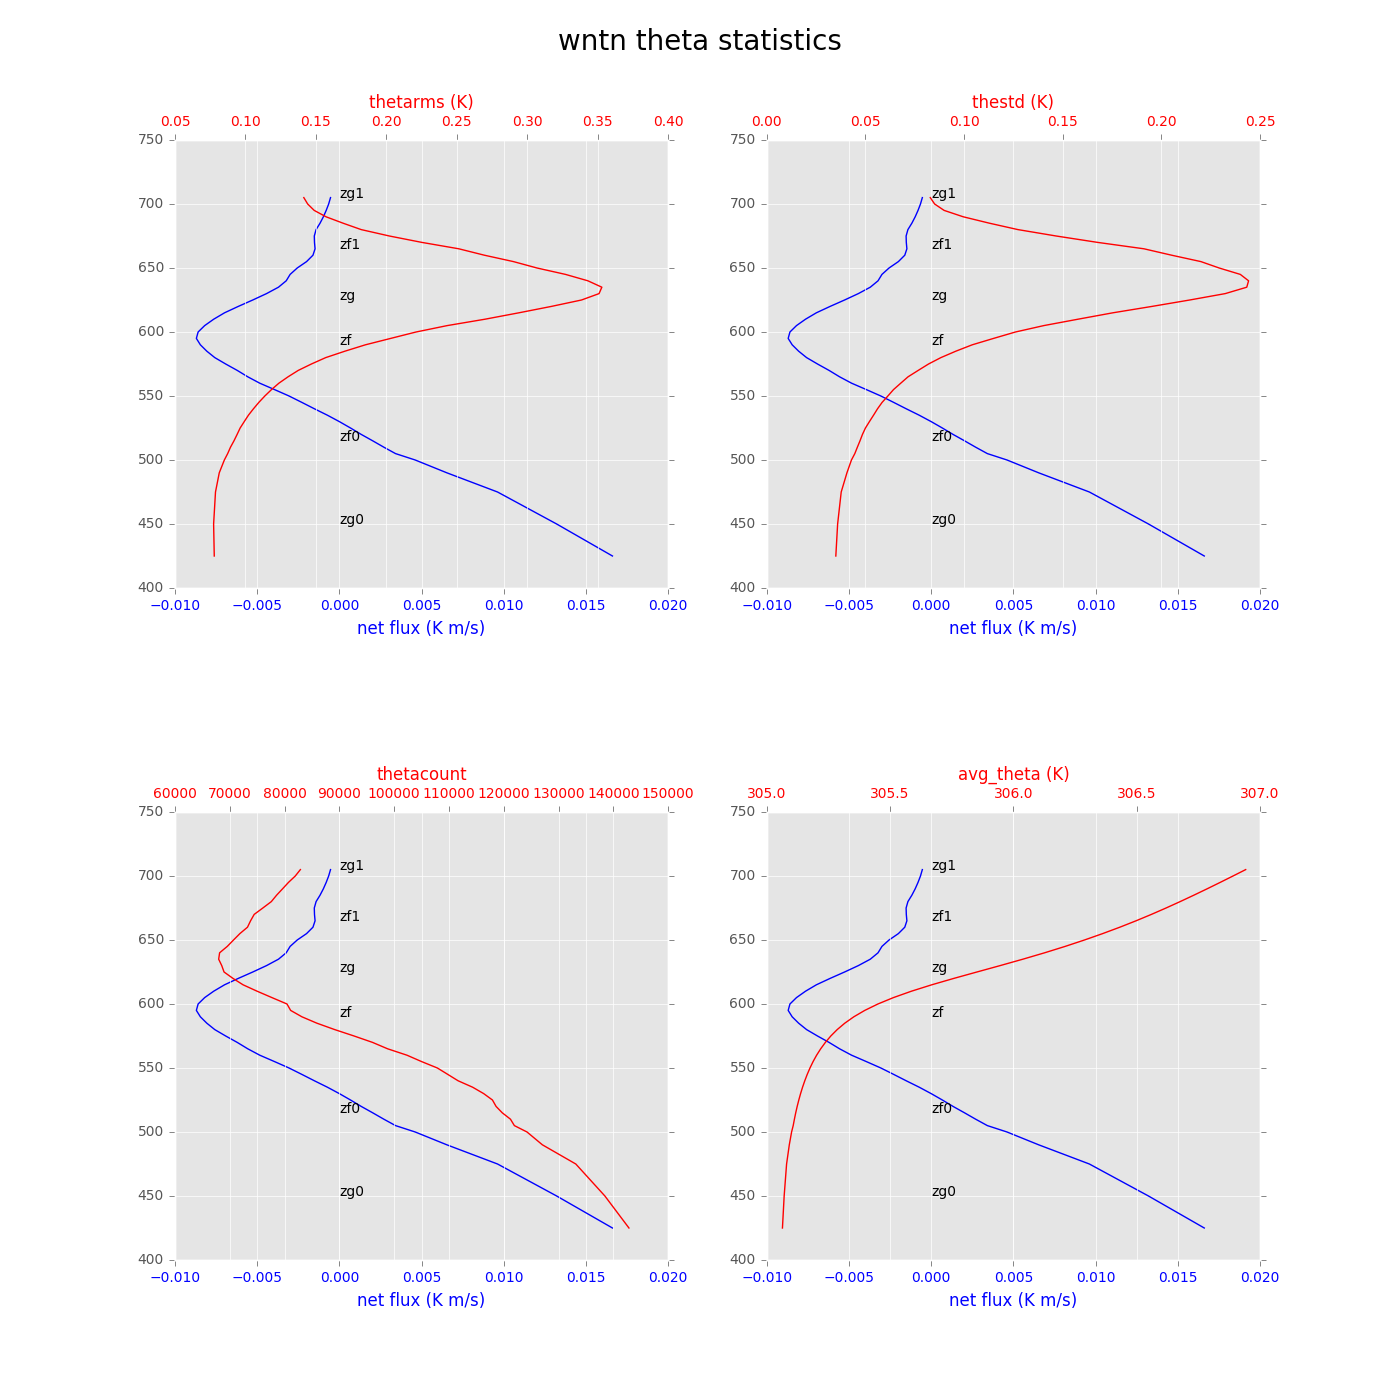 wntn theta statistics
thetarms (K)
0.05 0.10 0.15 0.20 0.25 0.30 0.35 0.40
750
700
650
600
550
500
450
400
zg1
zf1
zg
zf
zf0
zg0
−0.010 −0.005 0.000 0.005 0.010 0.015 0.020
net flux (K m/s)
thestd (K)
0.00 0.05 0.10 0.15 0.20 0.25
750
700
650
600
550
500
450
400
zg1
zf1
zg
zf
zf0
zg0
−0.010 −0.005 0.000 0.005 0.010 0.015 0.020
net flux (K m/s)
thetacount
60000 70000 80000 90000 100000 110000 120000 130000 140000 150000
750
700
650
600
550
500
450
400
zg1
zf1
zg
zf
zf0
zg0
−0.010 −0.005 0.000 0.005 0.010 0.015 0.020
net flux (K m/s)
avg_theta (K)
305.0 305.5 306.0 306.5 307.0
750
700
650
600
550
500
450
400
zg1
zf1
zg
zf
zf0
zg0
−0.010 −0.005 0.000 0.005 0.010 0.015 0.020
net flux (K m/s)